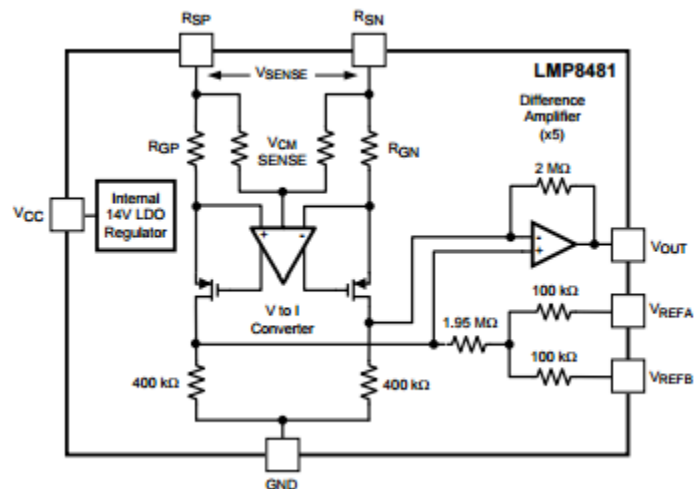 RSP
RSN
LMP8481
VSENSE
Difference
Amplifier
(x5)
RGP
VCM
SENSE
RGN
2 MΩ
VCC
Internal
14V LDO
Regulator
+
-
-
+
VOUT
V to I
Converter
1.95 MΩ
100 kΩ
VREFA
100 kΩ
VREFB
400 kΩ
400 kΩ
GND